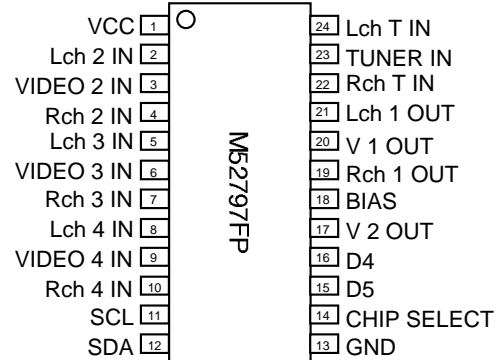 VCC 1
Lch 2 IN 2
VIDEO 2 IN 3
Rch 2 IN 4
Lch 3 IN 5
VIDEO 3 IN 6
Rch 3 IN 7
Lch 4 IN 8
VIDEO 4 IN 9
Rch 4 IN 10
SCL 11
SDA 12
M52797FP
24 Lch T IN
23 TUNER IN
22 Rch T IN
21 Lch 1 OUT
20 V 1 OUT
19 Rch 1 OUT
18 BIAS
17 V 2 OUT
16 D4
15 D5
14 CHIP SELECT
13 GND